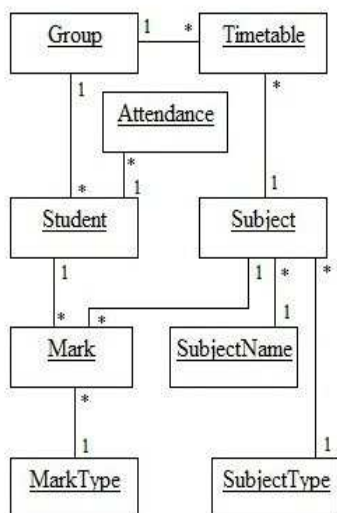 Group 1 * Timetable
1 *
Attendance
* *
1 1
Student Subject
1 1 * *
* * 1
Mark SubjectName
*
1 1
MarkType SubjectType